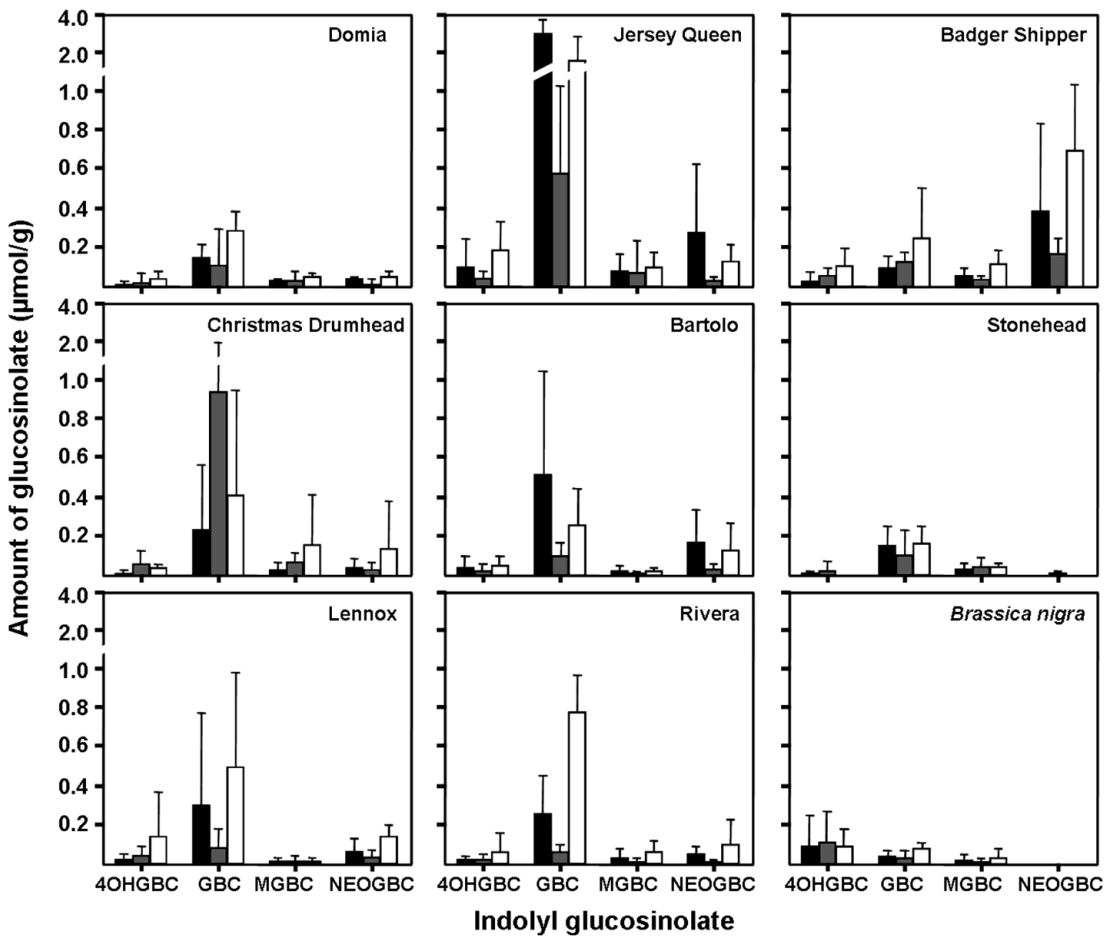 Amount of glucosinolate (µmol/g)
4.0
2.0
1.0
0.8
0.6
0.4
0.2
Domia
Jersey Queen
Badger Shipper
4.0
2.0
1.0
0.8
0.6
0.4
0.2
Christmas Drumhead
Bartolo
Stonehead
4.0
2.0
1.0
0.8
0.6
0.4
0.2
Lennox
Rivera
Brassica nigra
4OHGBC GBC MGBC NEOGBC
4OHGBC GBC MGBC NEOGBC
4OHGBC GBC MGBC NEOGBC
Indolyl glucosinolate